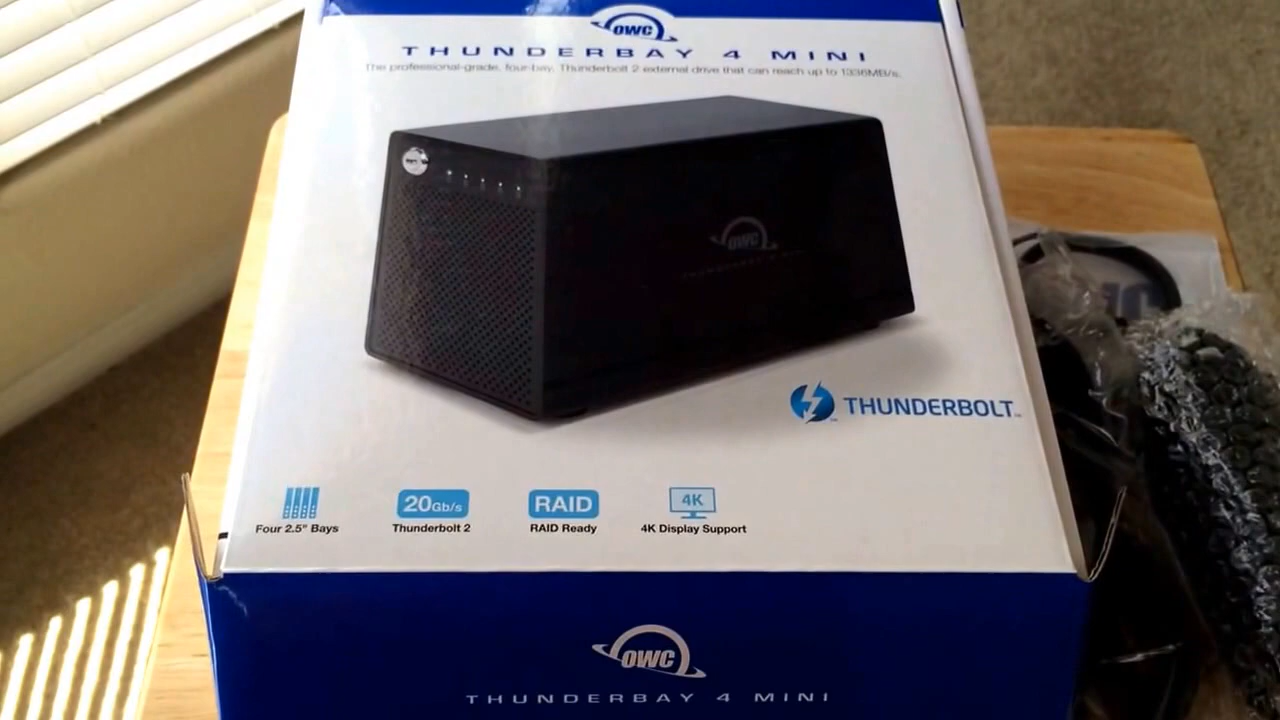 OWC
THUNDERBAY 4 MINI
The professional-grade, four-bay, Thunderbolt 2 external drive that can reach up to 1336MB/s.
OWC
THUNDERBOLT™
20Gb/s
RAID
4K
Four 2.5" Bays
Thunderbolt 2
RAID Ready
4K Display Support
OWC
THUNDERBAY 4 MINI